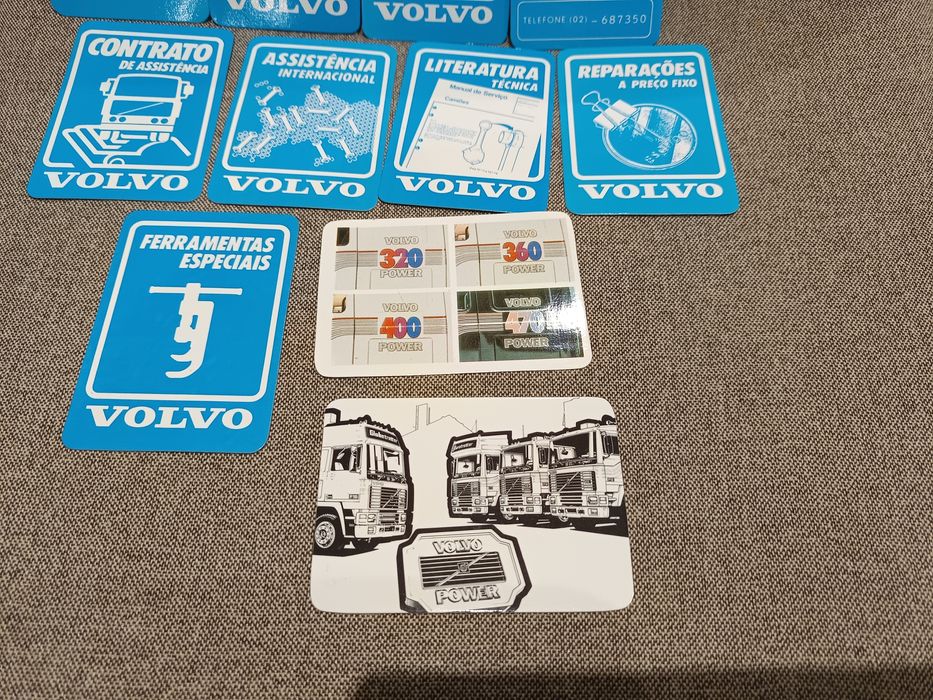 VOLVO
VOLVO
TELEFONE (02) - 687350
CONTRATO
DE ASSISTÊNCIA
VOLVO
ASSISTÊNCIA
INTERNACIONAL
VOLVO
LITERATURA
TÉCNICA
Manual de Serviço
Camiões
VOLVO
REPARAÇÕES
A PREÇO FIXO
VOLVO
FERRAMENTAS
ESPECIAIS
VOLVO
VOLVO
320
POWER
VOLVO
360
POWER
VOLVO
400
POWER
VOLVO
470
POWER
Globetrotter
VOLVO
POWER